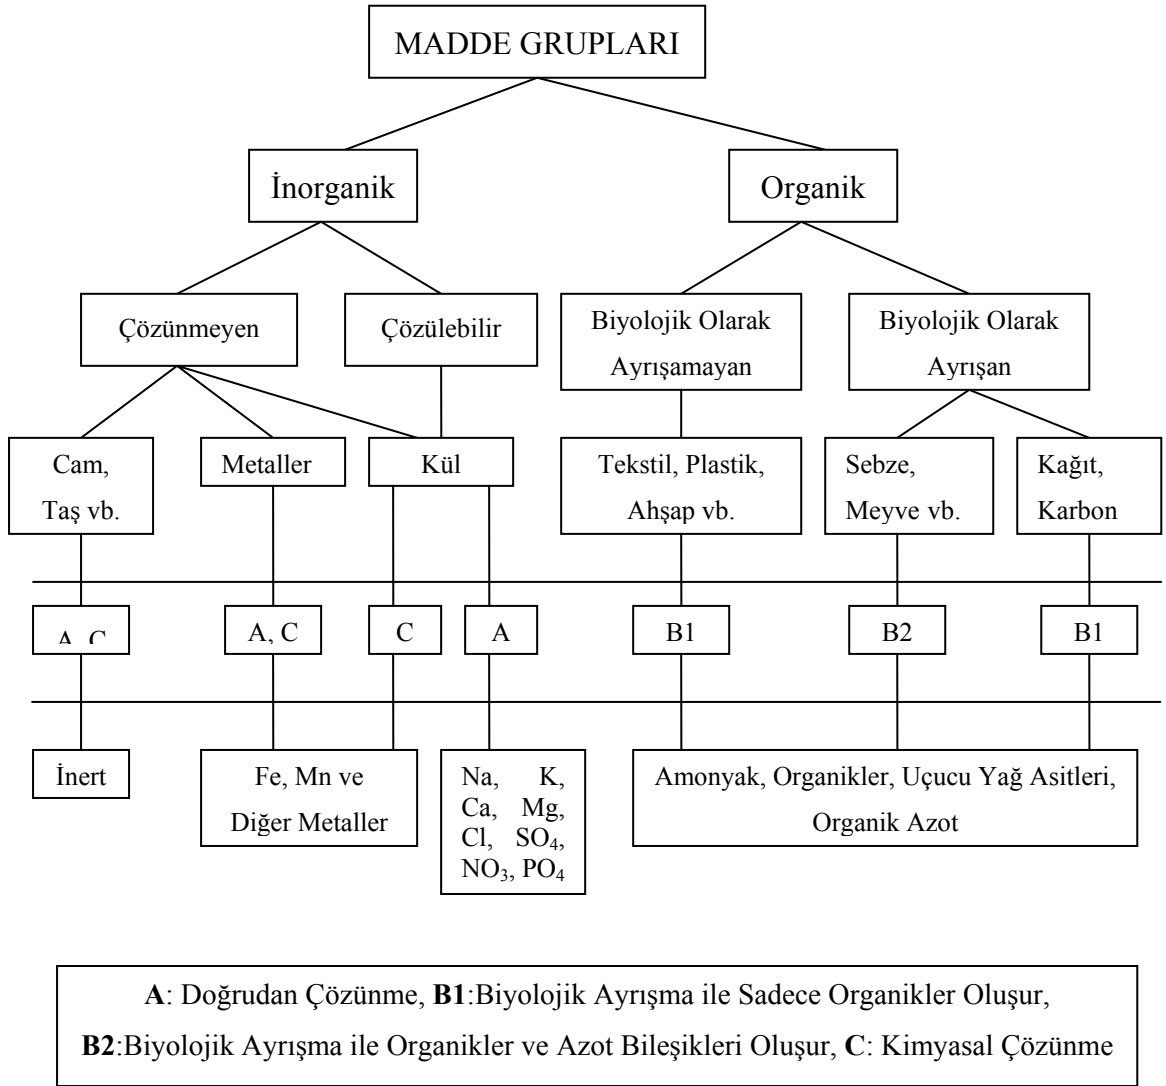 MADDE GRUPLARI
İnorganik
Organik
Çözünmeyen
Çözülebilir
Biyolojik Olarak
Ayrışamayan
Biyolojik Olarak
Ayrışan
Cam,
Taş vb.
Metaller
Kül
Tekstil, Plastik,
Ahşap vb.
Sebze,
Meyve vb.
Kağıt,
Karbon
A, C
A, C
C
A
B1
B2
B1
İnert
Fe, Mn ve
Diğer Metaller
Na, K,
Ca, Mg,
Cl, SO₄,
NO₃, PO₄
Amonyak, Organikler, Uçucu Yağ Asitleri,
Organik Azot
A: Doğrudan Çözünme, B1:Biyolojik Ayrışma ile Sadece Organikler Oluşur,
B2:Biyolojik Ayrışma ile Organikler ve Azot Bileşikleri Oluşur, C: Kimyasal Çözünme